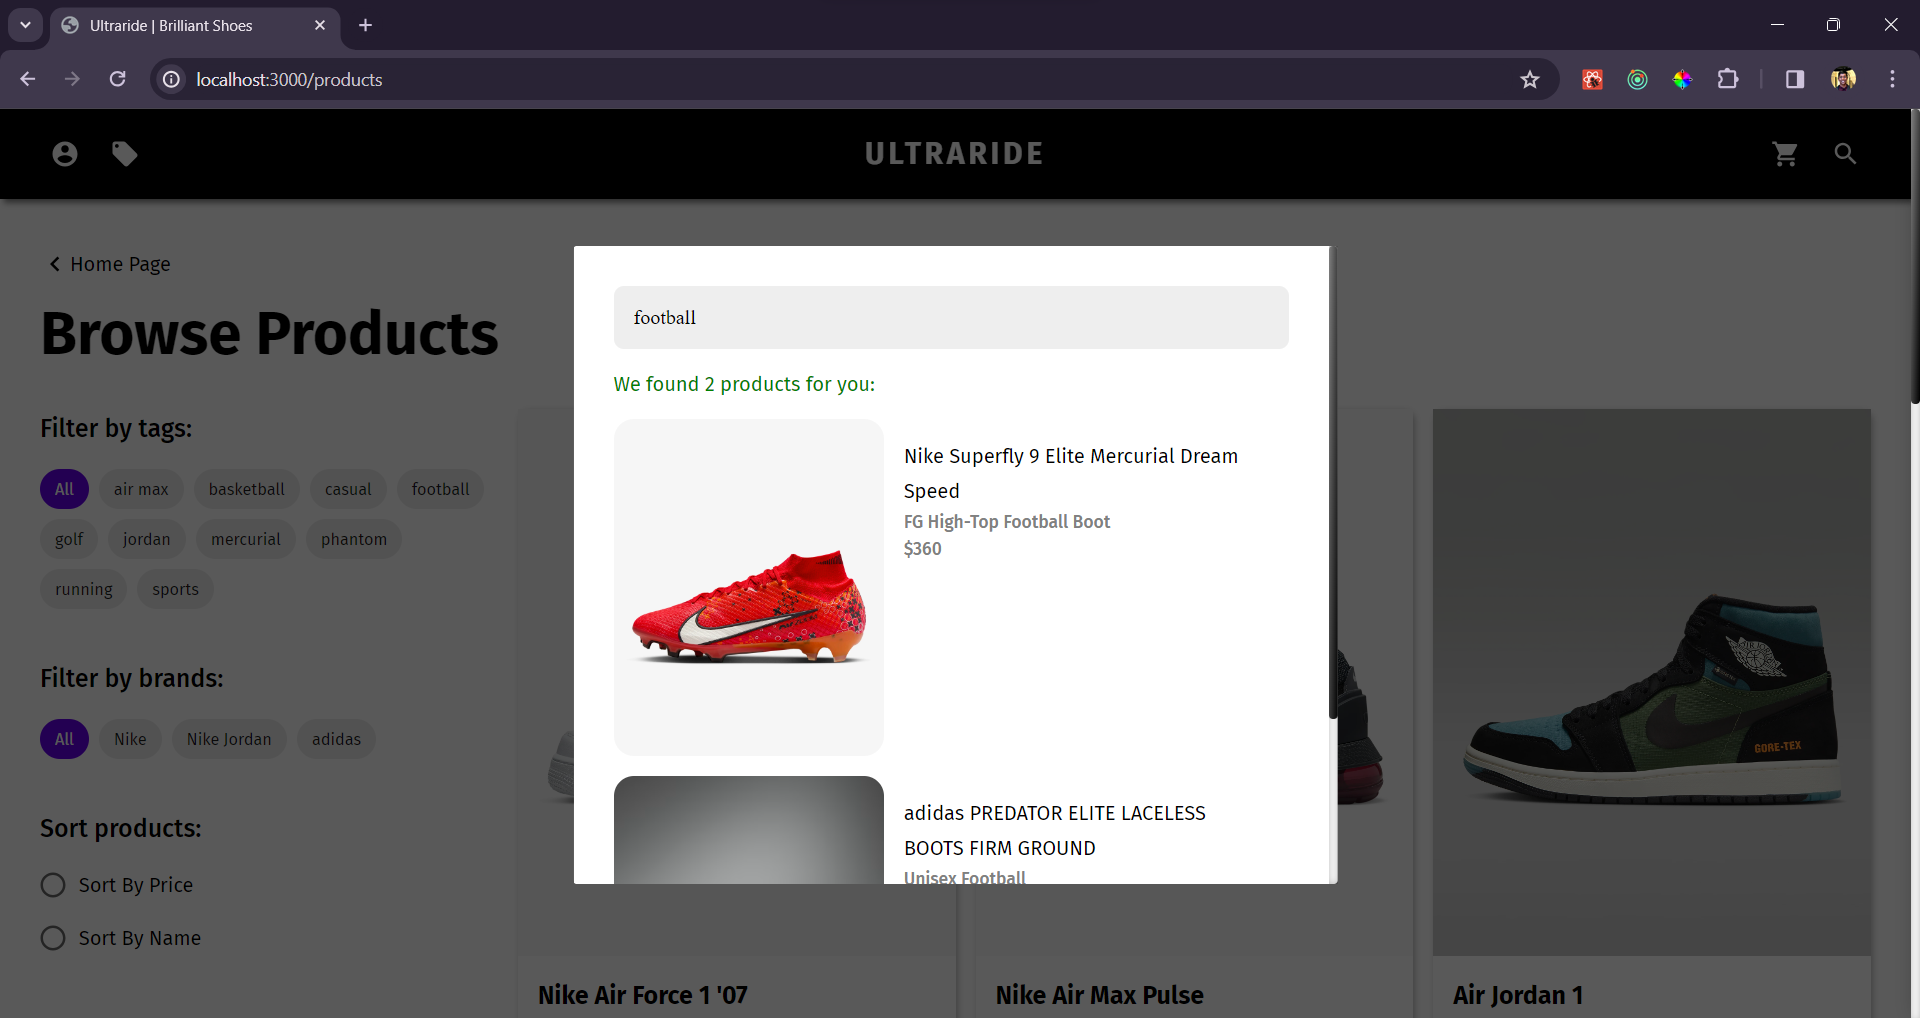 Ultraride | Brilliant Shoes
localhost:3000/products
ULTRARIDE
Home Page
Browse Products
Filter by tags:
All air max basketball casual football
golf jordan mercurial phantom
running sports
Filter by brands:
All Nike Nike Jordan adidas
Sort products:
Sort By Price
Sort By Name
football
We found 2 products for you:
Nike Superfly 9 Elite Mercurial Dream
Speed
FG High-Top Football Boot
$360
adidas PREDATOR ELITE LACELESS
BOOTS FIRM GROUND
Unisex Football
GORE-TEX
Nike Air Force 1 '07
Nike Air Max Pulse
Air Jordan 1